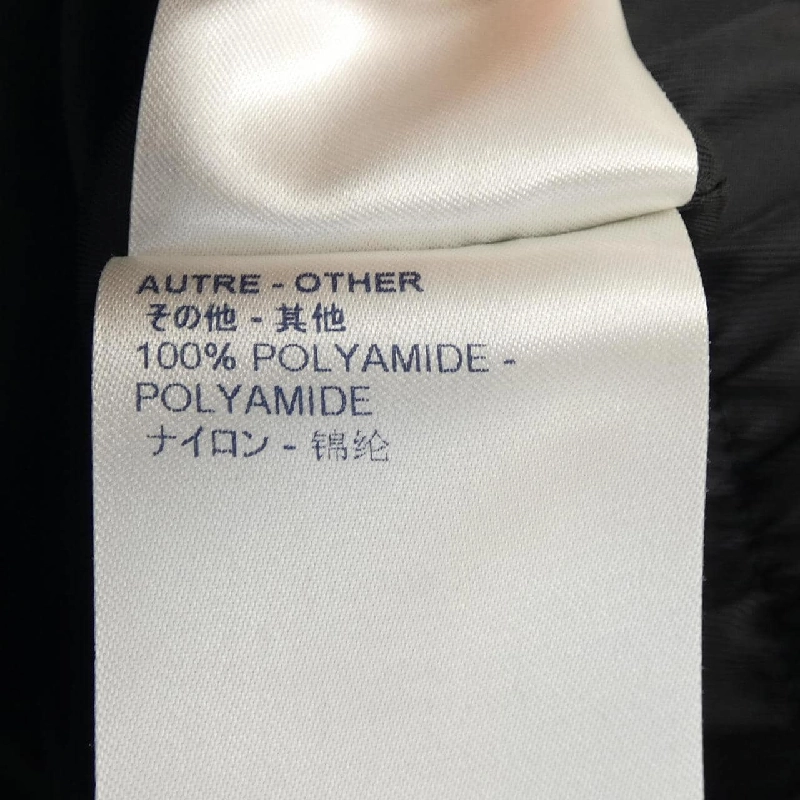 AUTRE - OTHER
その他 - 其他
100% POLYAMIDE -
POLYAMIDE
ナイロン - 锦纶